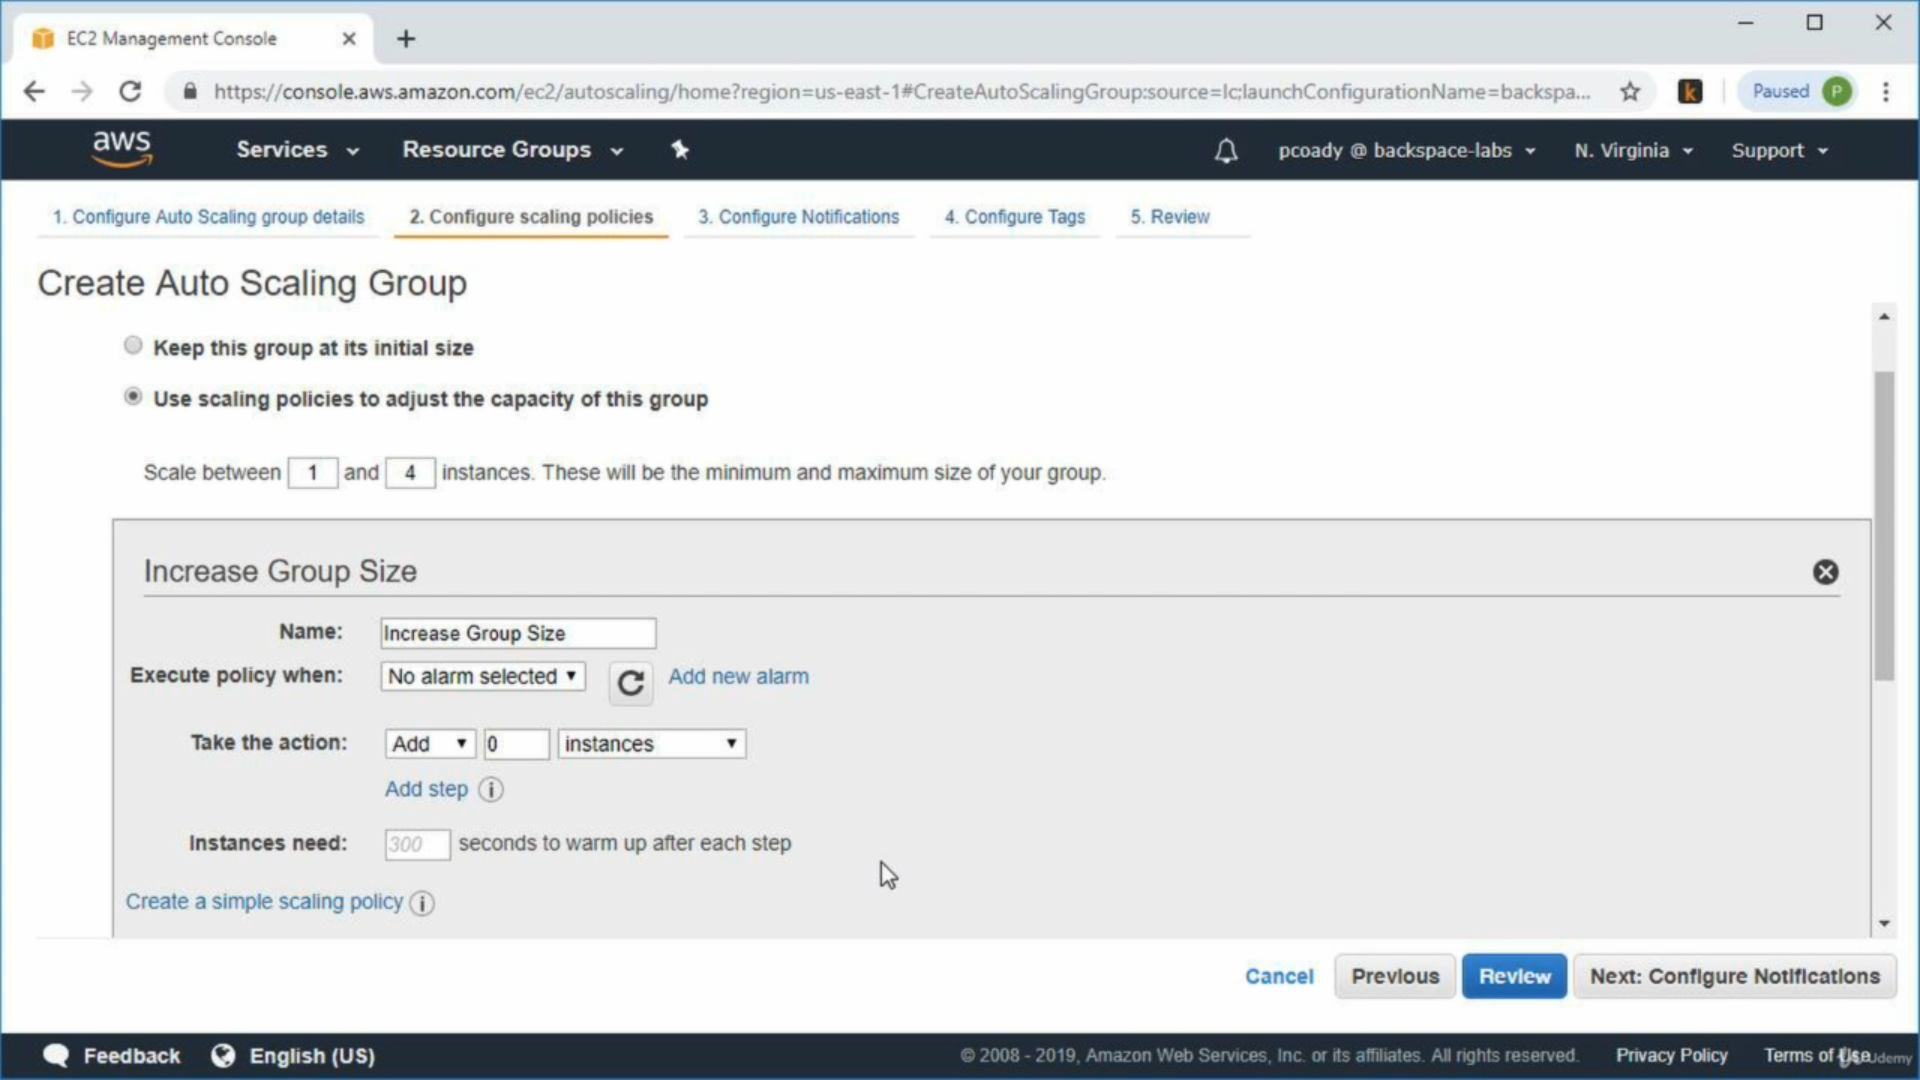 EC2 Management Console
https://console.aws.amazon.com/ec2/autoscaling/home?region=us-east-1#CreateAutoScalingGroup:source=lc;launchConfigurationName=backspa...
k
Paused P
aws Services Resource Groups pcoady @ backspace-labs N. Virginia Support
1. Configure Auto Scaling group details 2. Configure scaling policies 3. Configure Notifications 4. Configure Tags 5. Review
Create Auto Scaling Group
Keep this group at its initial size
Use scaling policies to adjust the capacity of this group
Scale between 1 and 4 instances. These will be the minimum and maximum size of your group.
Increase Group Size
Name: Increase Group Size
Execute policy when: No alarm selected Add new alarm
Take the action: Add 0 instances
Add step i
Instances need: 300 seconds to warm up after each step
Create a simple scaling policy i
Cancel Previous Review Next: Configure Notifications
Feedback English (US) © 2008 - 2019, Amazon Web Services, Inc. or its affiliates. All rights reserved. Privacy Policy Terms of Use
Udemy